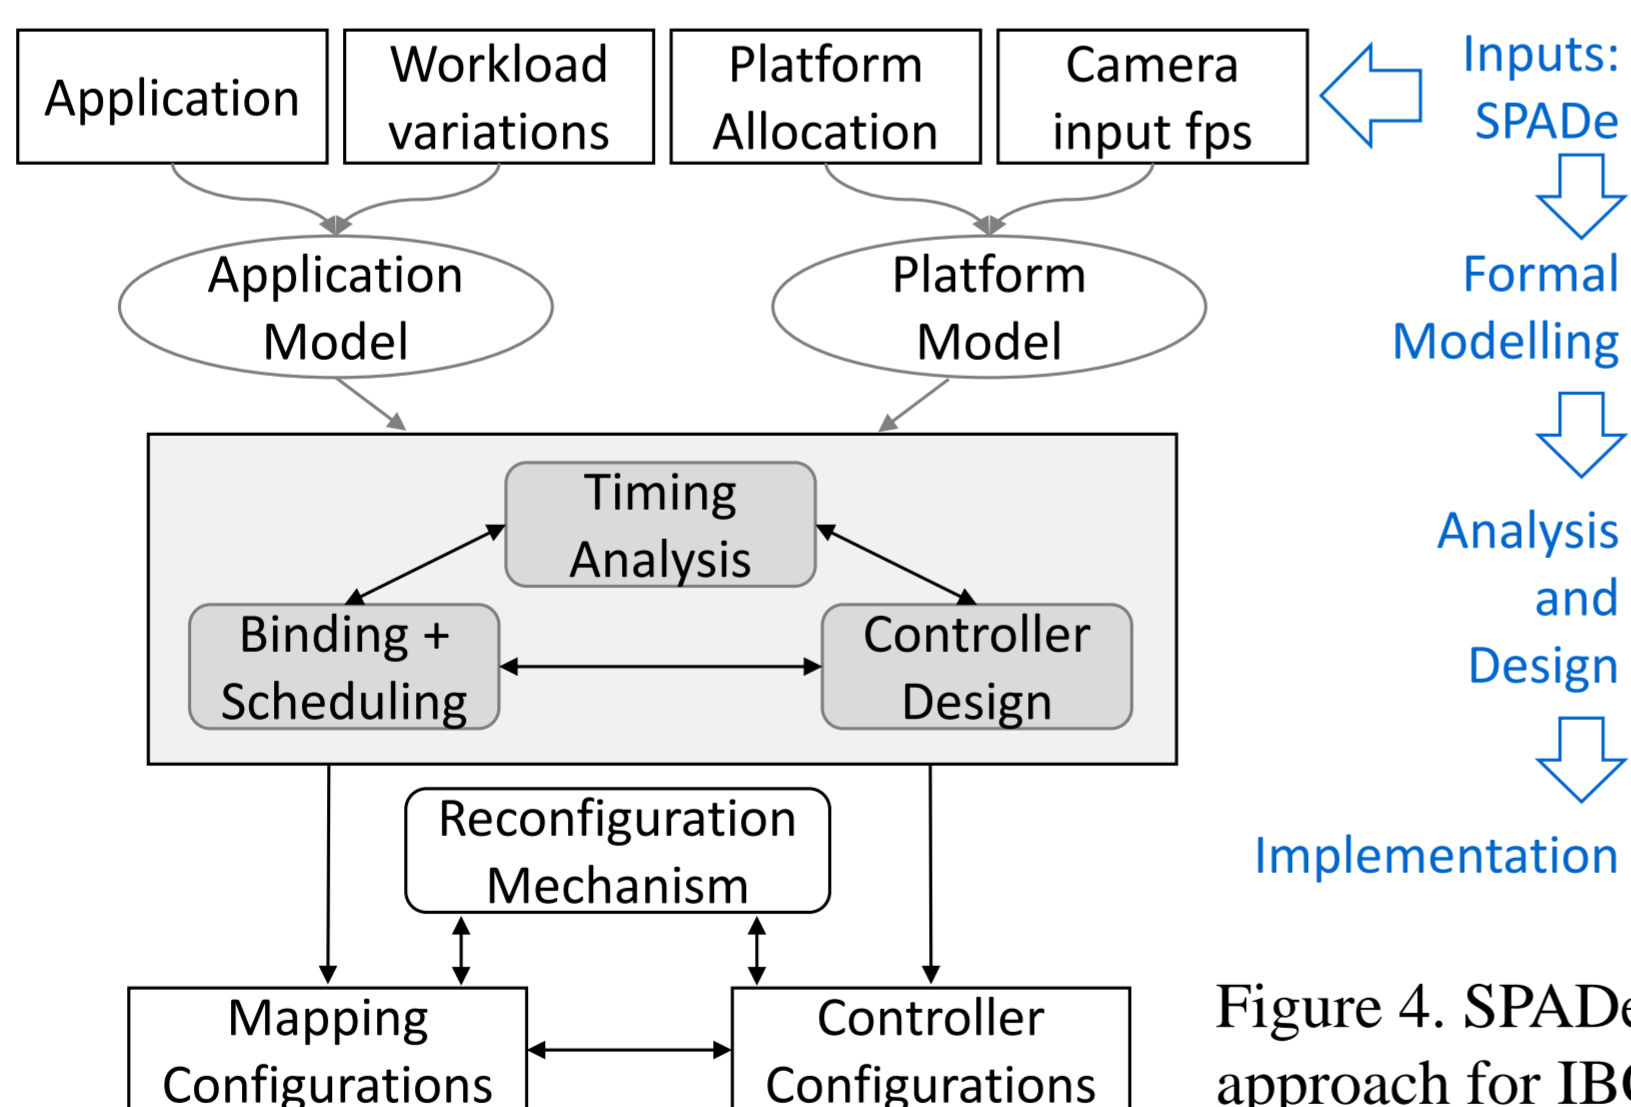 Application
Workload
variations
Platform
Allocation
Camera
input fps
Inputs:
SPADe
Application
Model
Platform
Model
Formal
Modelling
Timing
Analysis
Binding +
Scheduling
Controller
Design
Analysis
and
Design
Reconfiguration
Mechanism
Implementation
Mapping
Configurations
Controller
Configurations
Figure 4. SPADe
approach for IBC